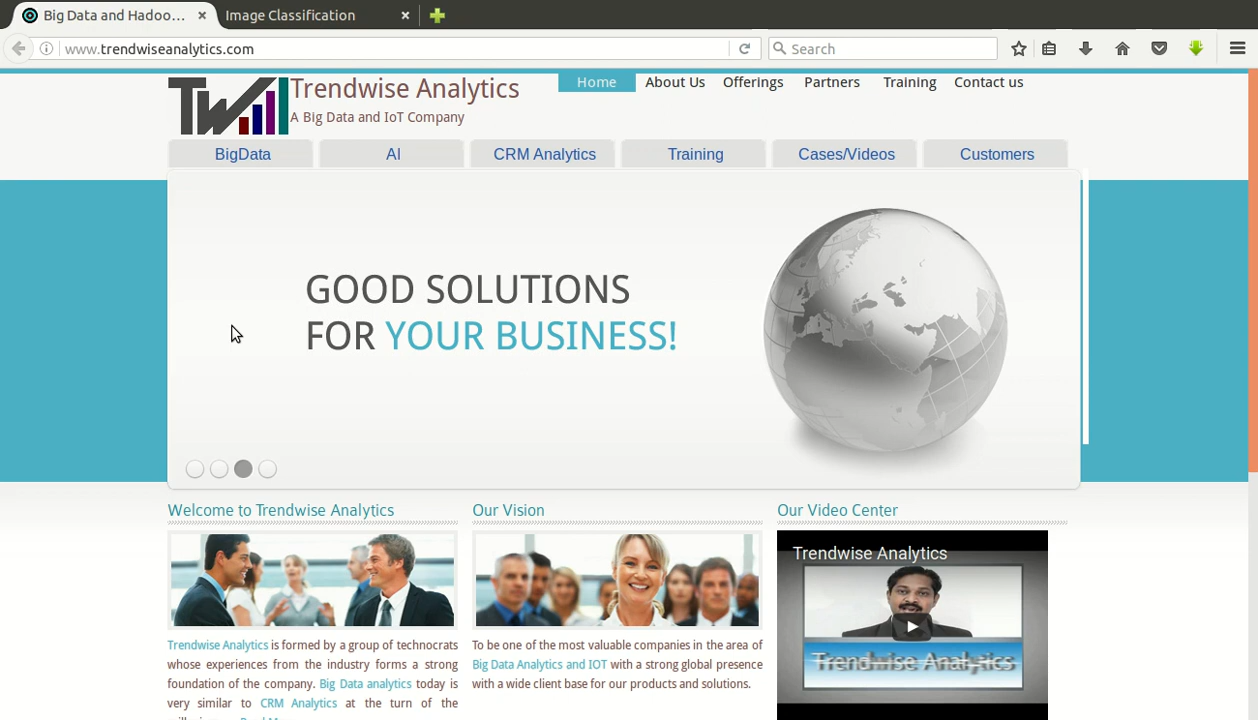 Big Data and Hadoo...
Image Classification
www.trendwiseanalytics.com
Search
TW
Trendwise Analytics
A Big Data and IoT Company
Home
About Us
Offerings
Partners
Training
Contact us
BigData
AI
CRM Analytics
Training
Cases/Videos
Customers
GOOD SOLUTIONS
FOR YOUR BUSINESS!
Welcome to Trendwise Analytics
Trendwise Analytics is formed by a group of technocrats
whose experiences from the industry forms a strong
foundation of the company. Big Data analytics today is
very similar to CRM Analytics at the turn of the
Our Vision
To be one of the most valuable companies in the area of
Big Data Analytics and IOT with a strong global presence
with a wide client base for our products and solutions.
Our Video Center
Trendwise Analytics
Trendwise Analytics